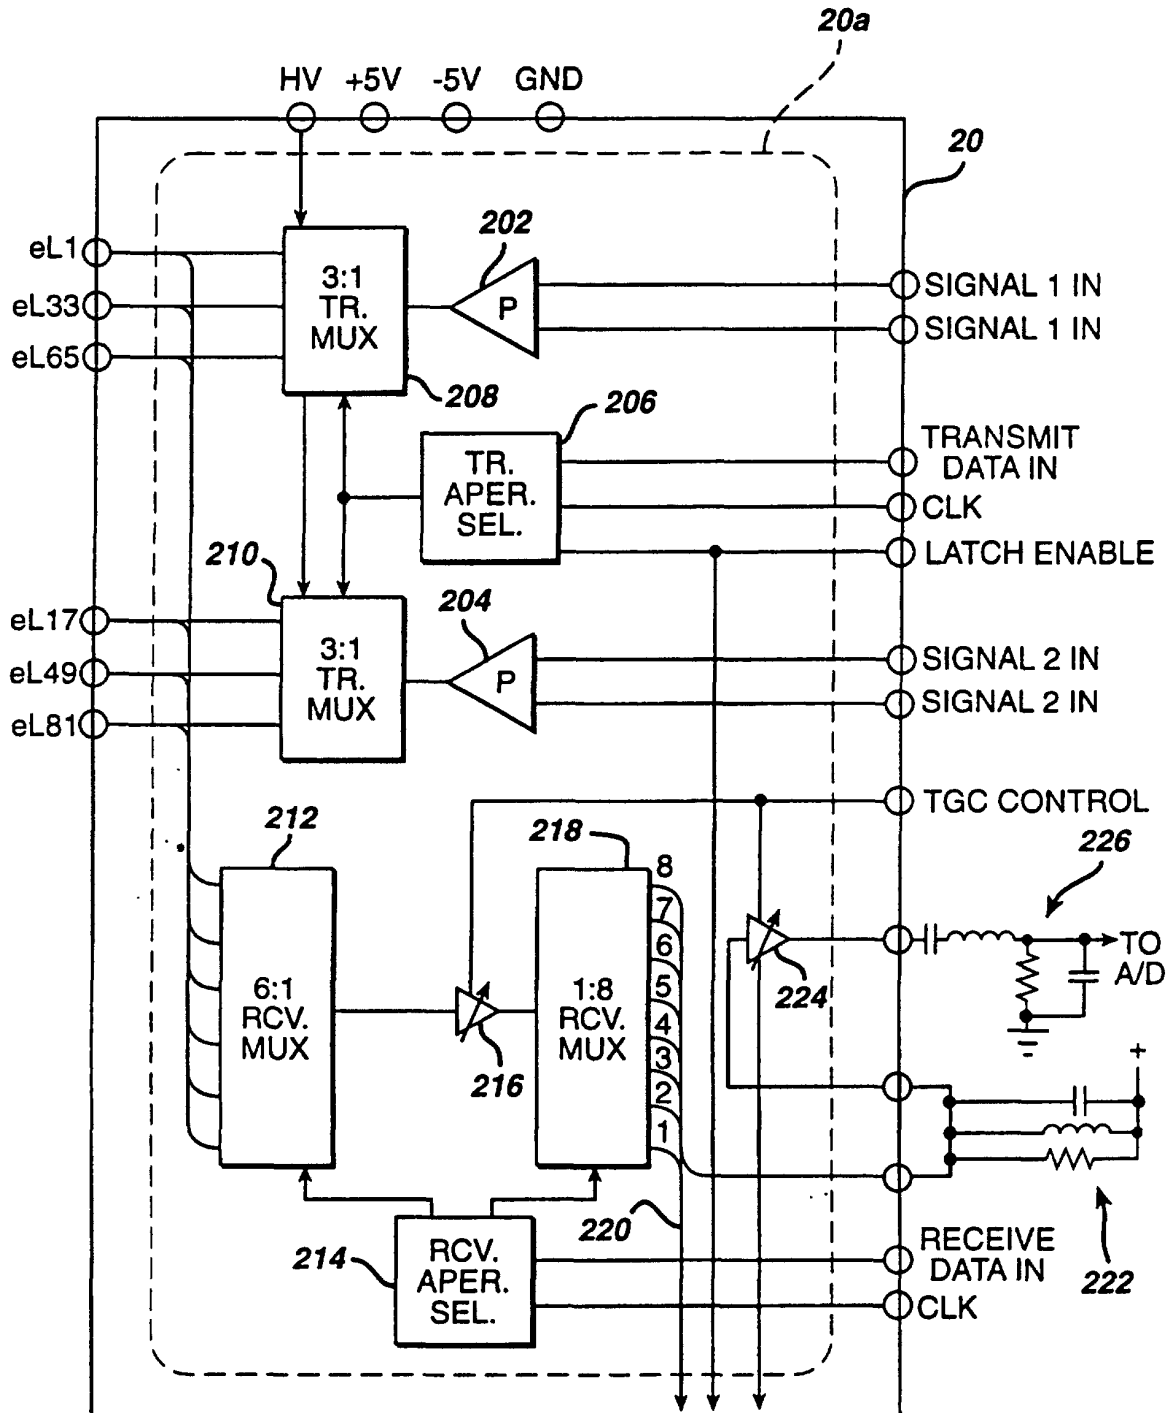 20a
HV +5V -5V GND
20
202
eL1
3:1
TR.
MUX
P
SIGNAL 1 IN
eL33
SIGNAL 1 IN
eL65
208
206
TR.
APER.
SEL.
TRANSMIT
DATA IN
CLK
LATCH ENABLE
210
204
eL17
3:1
TR.
MUX
P
SIGNAL 2 IN
eL49
SIGNAL 2 IN
eL81
TGC CONTROL
212
218
226
8
7
6
5
4
3
2
1
6:1
RCV.
MUX
216
1:8
RCV.
MUX
224
TO
A/D
+
220
222
214
RCV.
APER.
SEL.
RECEIVE
DATA IN
CLK